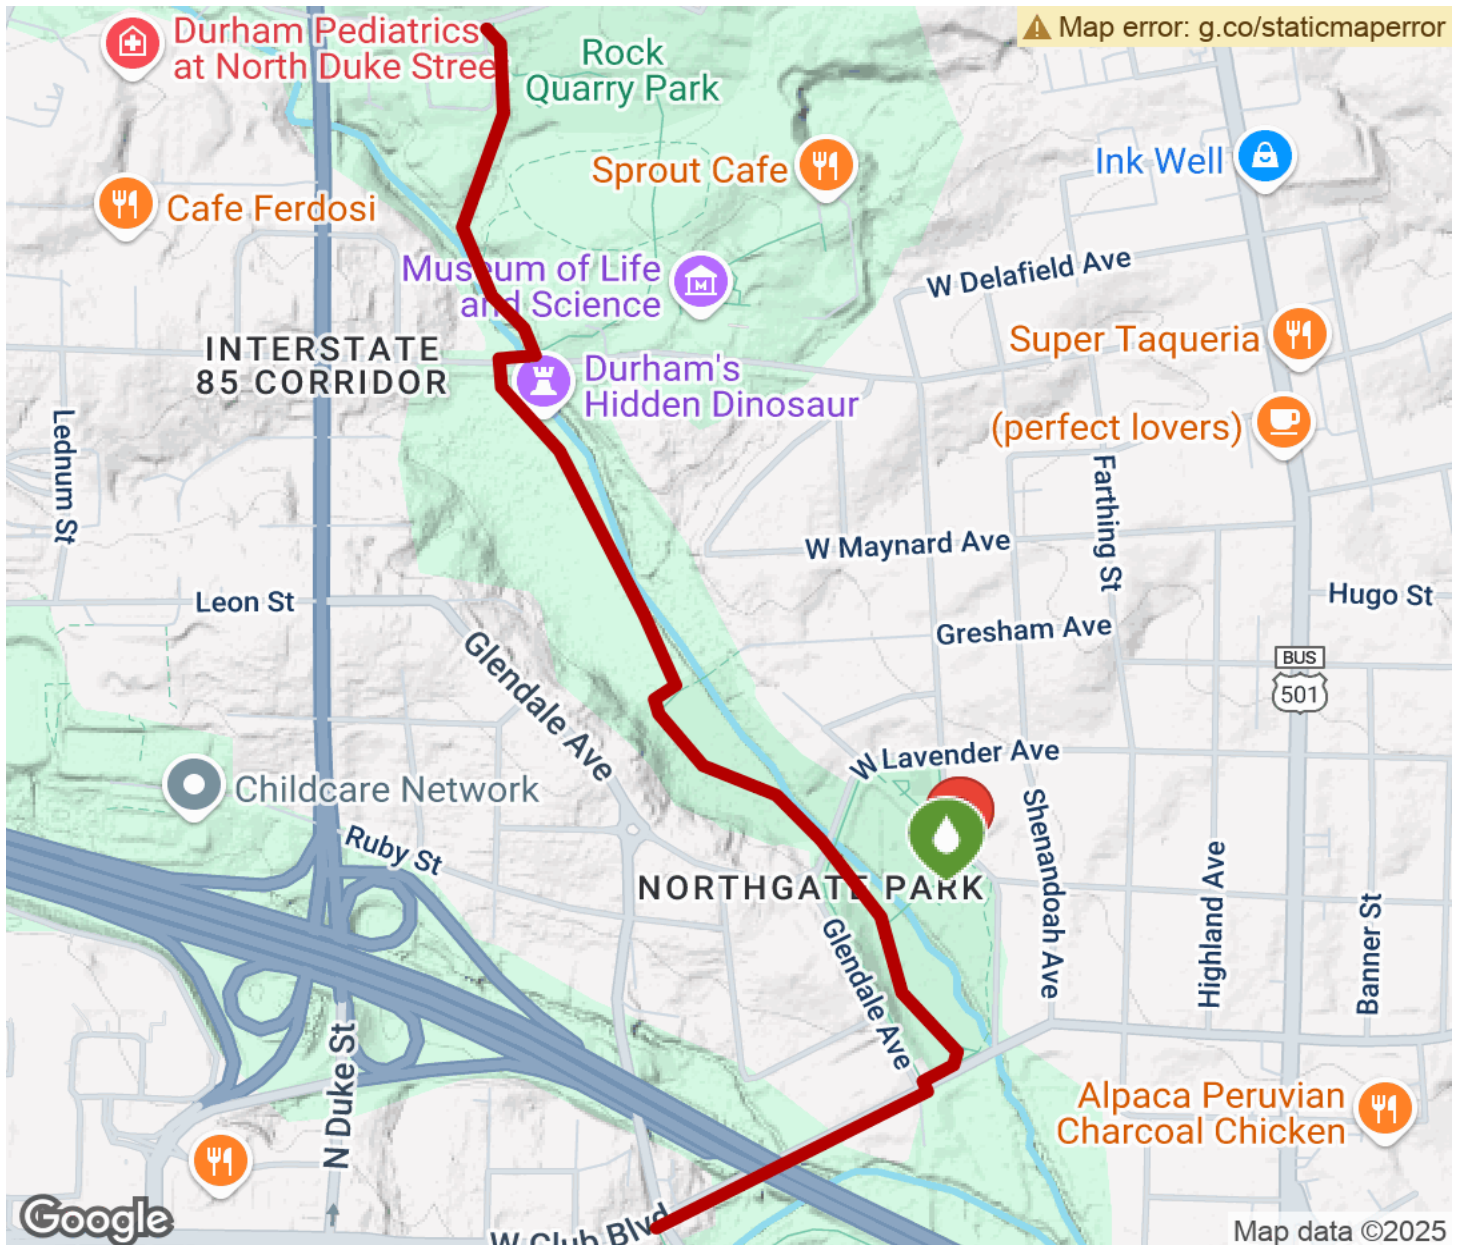 Map error: g.co/staticmaperror
Durham Pediatrics
at North Duke Stree
Rock
Quarry Park
Sprout Cafe
Ink Well
Cafe Ferdosi
Museum of Life
and Science
W Delafield Ave
INTERSTATE
85 CORRIDOR
Super Taqueria
Durham's
Hidden Dinosaur
(perfect lovers)
Lednum St
Farthing St
W Maynard Ave
Leon St
Hugo St
Gresham Ave
Glendale Ave
BUS
501
W Lavender Ave
Childcare Network
Ruby St
Shenandoah Ave
NORTHGATE PARK
Highland Ave
Banner St
Glendale Ave
N Duke St
Alpaca Peruvian
Charcoal Chicken
W Club Blvd
Google
Map data ©2025